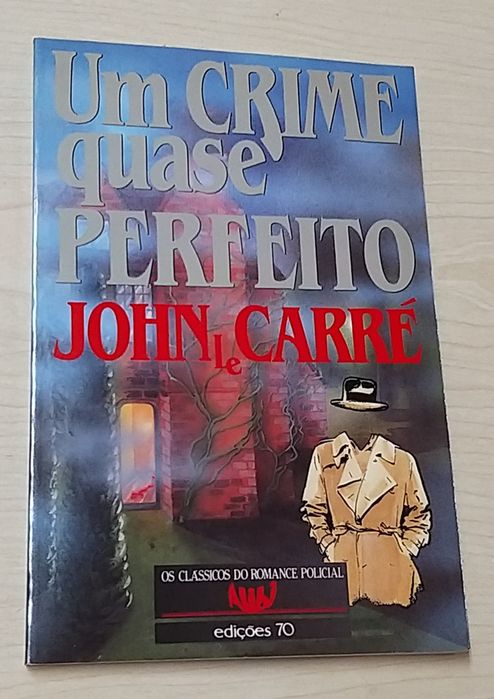 Um CRIME
quase
PERFEITO
JOHN le CARRÉ
OS CLÁSSICOS DO ROMANCE POLICIAL
edições 70